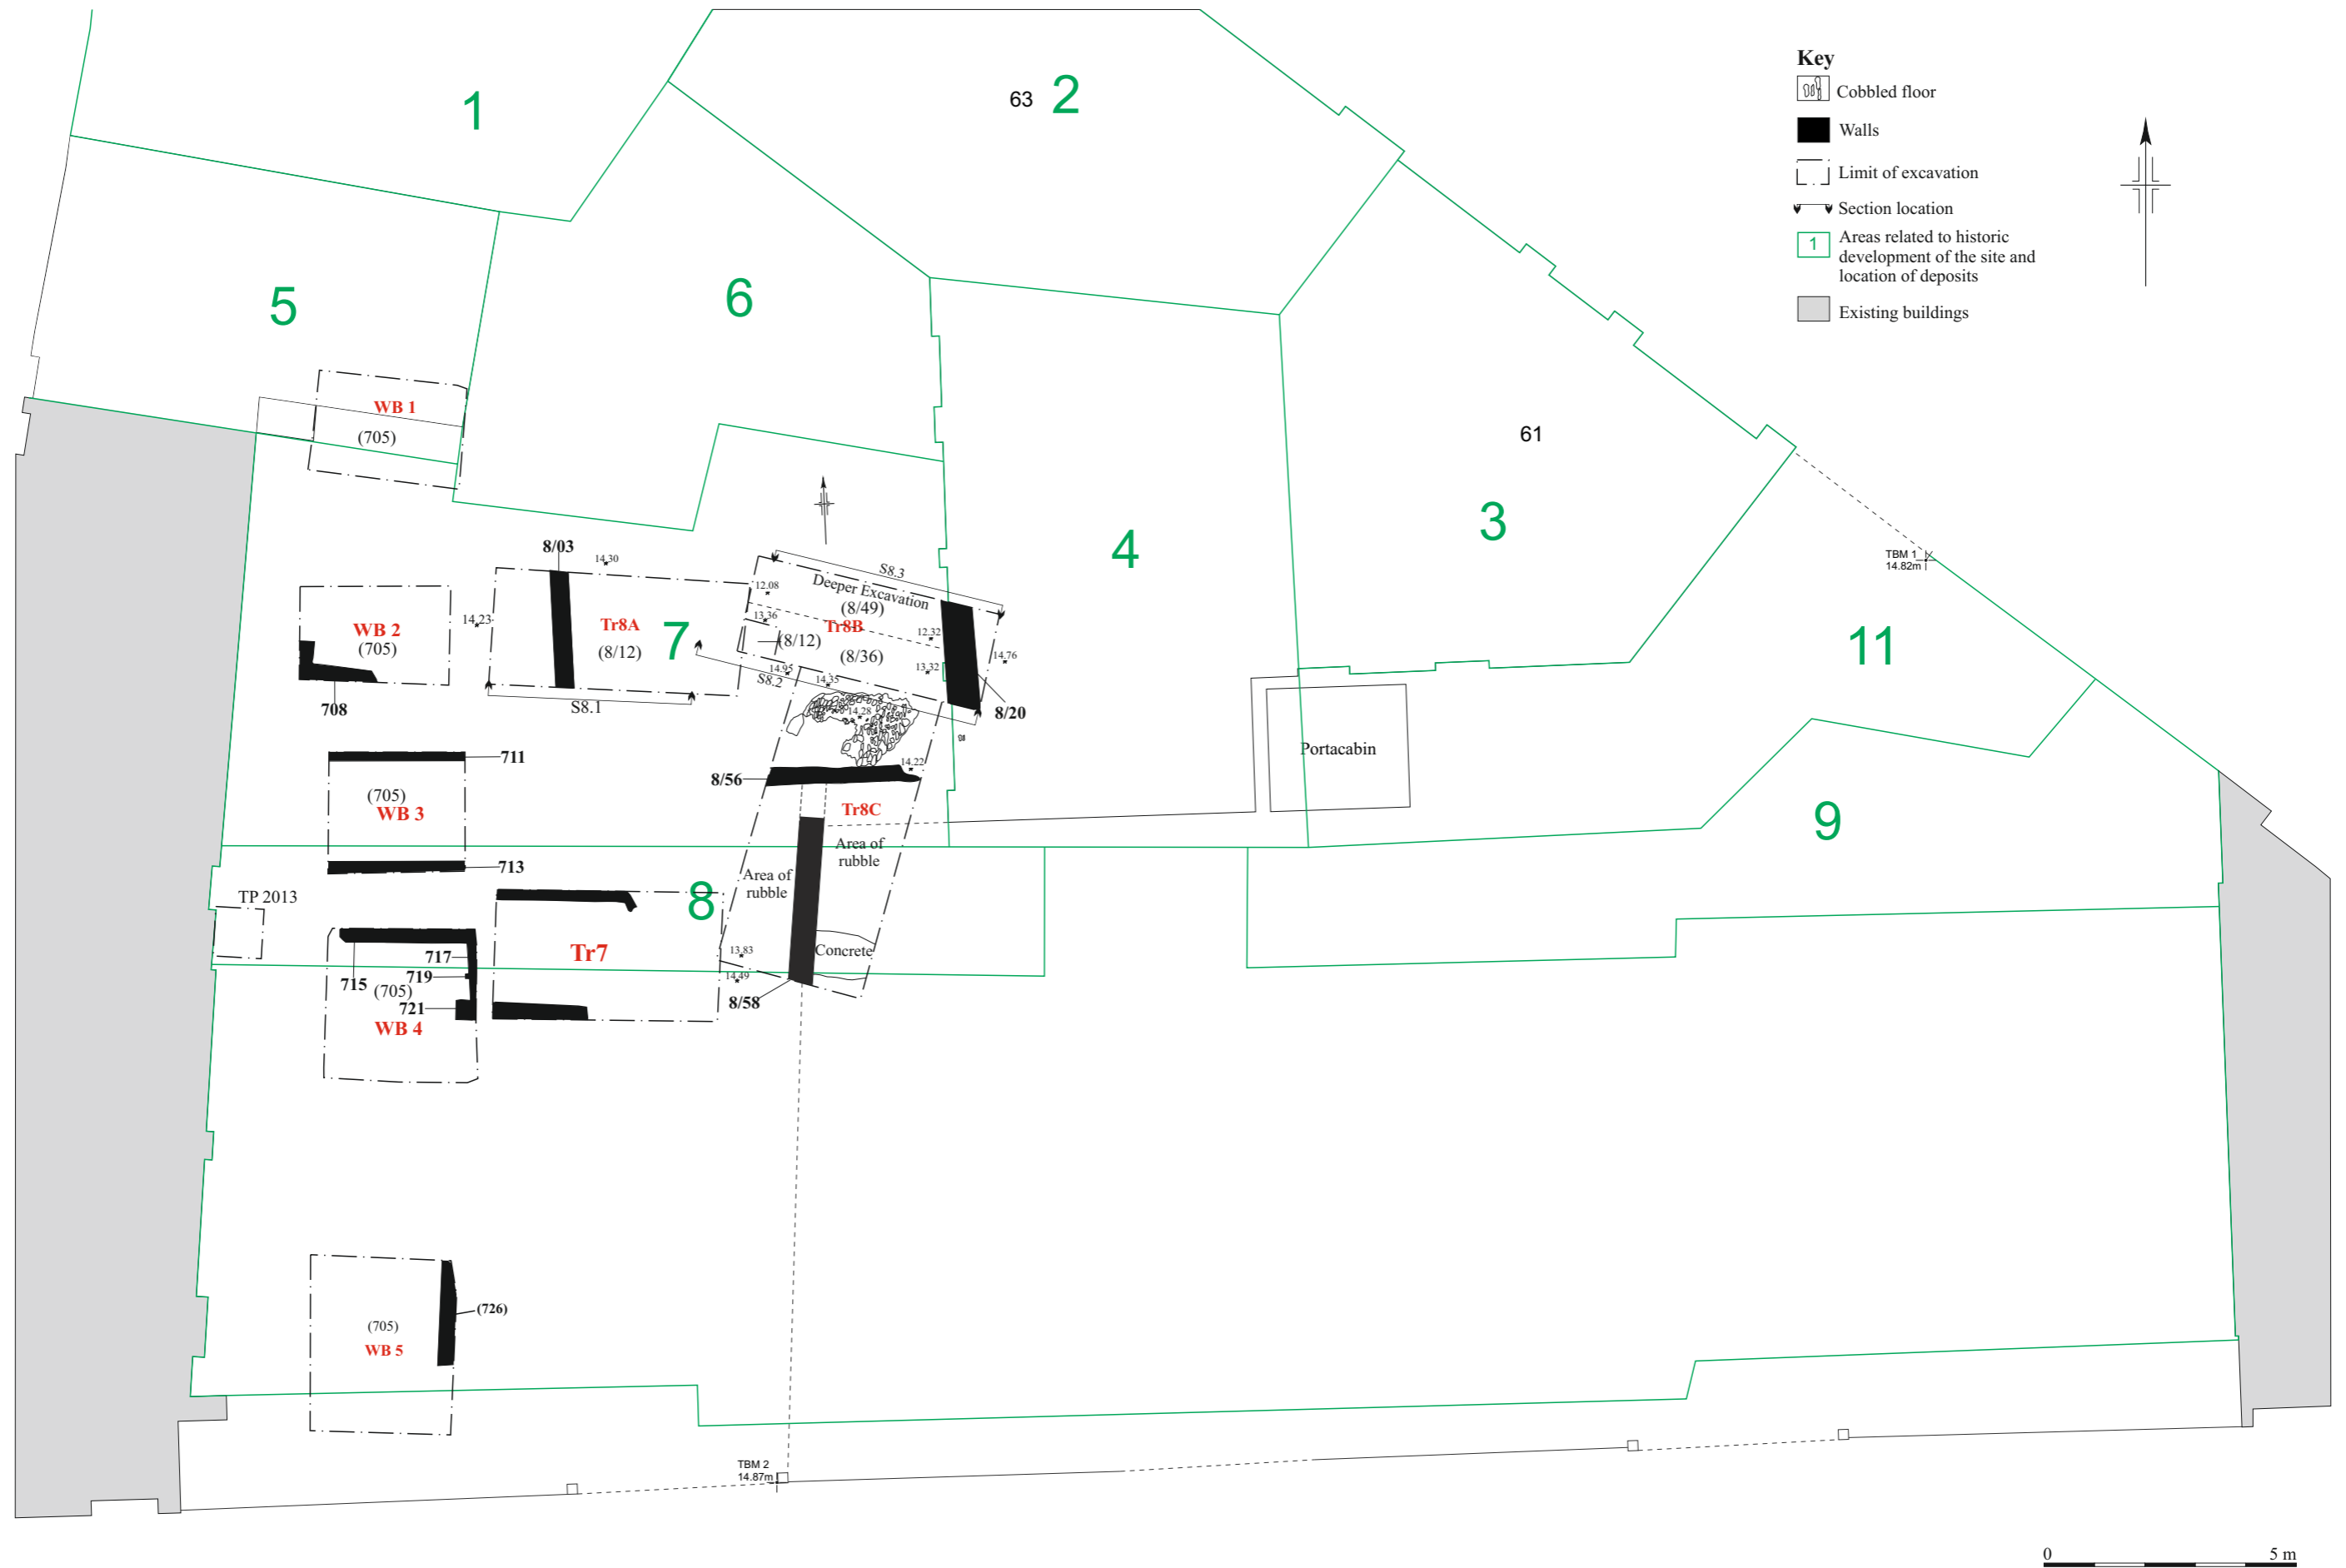 Key
Cobbled floor
Walls
Limit of excavation
Section location
1
Areas related to historic
development of the site and
location of deposits
Existing buildings
1
63
2
5
6
WB 1
(705)
61
3
4
TBM 1
14.82m
11
8/03
14.30
S8.3
Deeper Excavation
(8/49)
12.08
13.36
Tr8B
12.32
(8/12)
(8/36)
14.76
13.32
14.95
S8.2
14.35
14.28
8/20
WB 2
(705)
14.23
Tr8A
(8/12)
7
708
S8.1
711
(705)
WB 3
8/56
14.22
Tr8C
Portacabin
9
713
Area of
rubble
Area of
rubble
8
TP 2013
Tr7
717
719
715
(705)
721
WB 4
13.83
14.49
Concrete
8/58
(726)
(705)
WB 5
TBM 2
14.87m
0
5 m